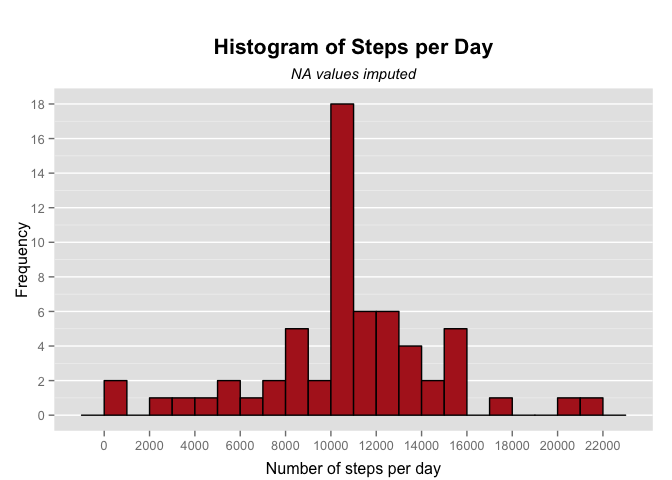 Histogram of Steps per Day
NA values imputed
18
16
14
12
10
8
6
4
2
0
Frequency
0 2000 4000 6000 8000 10000 12000 14000 16000 18000 20000 22000
Number of steps per day